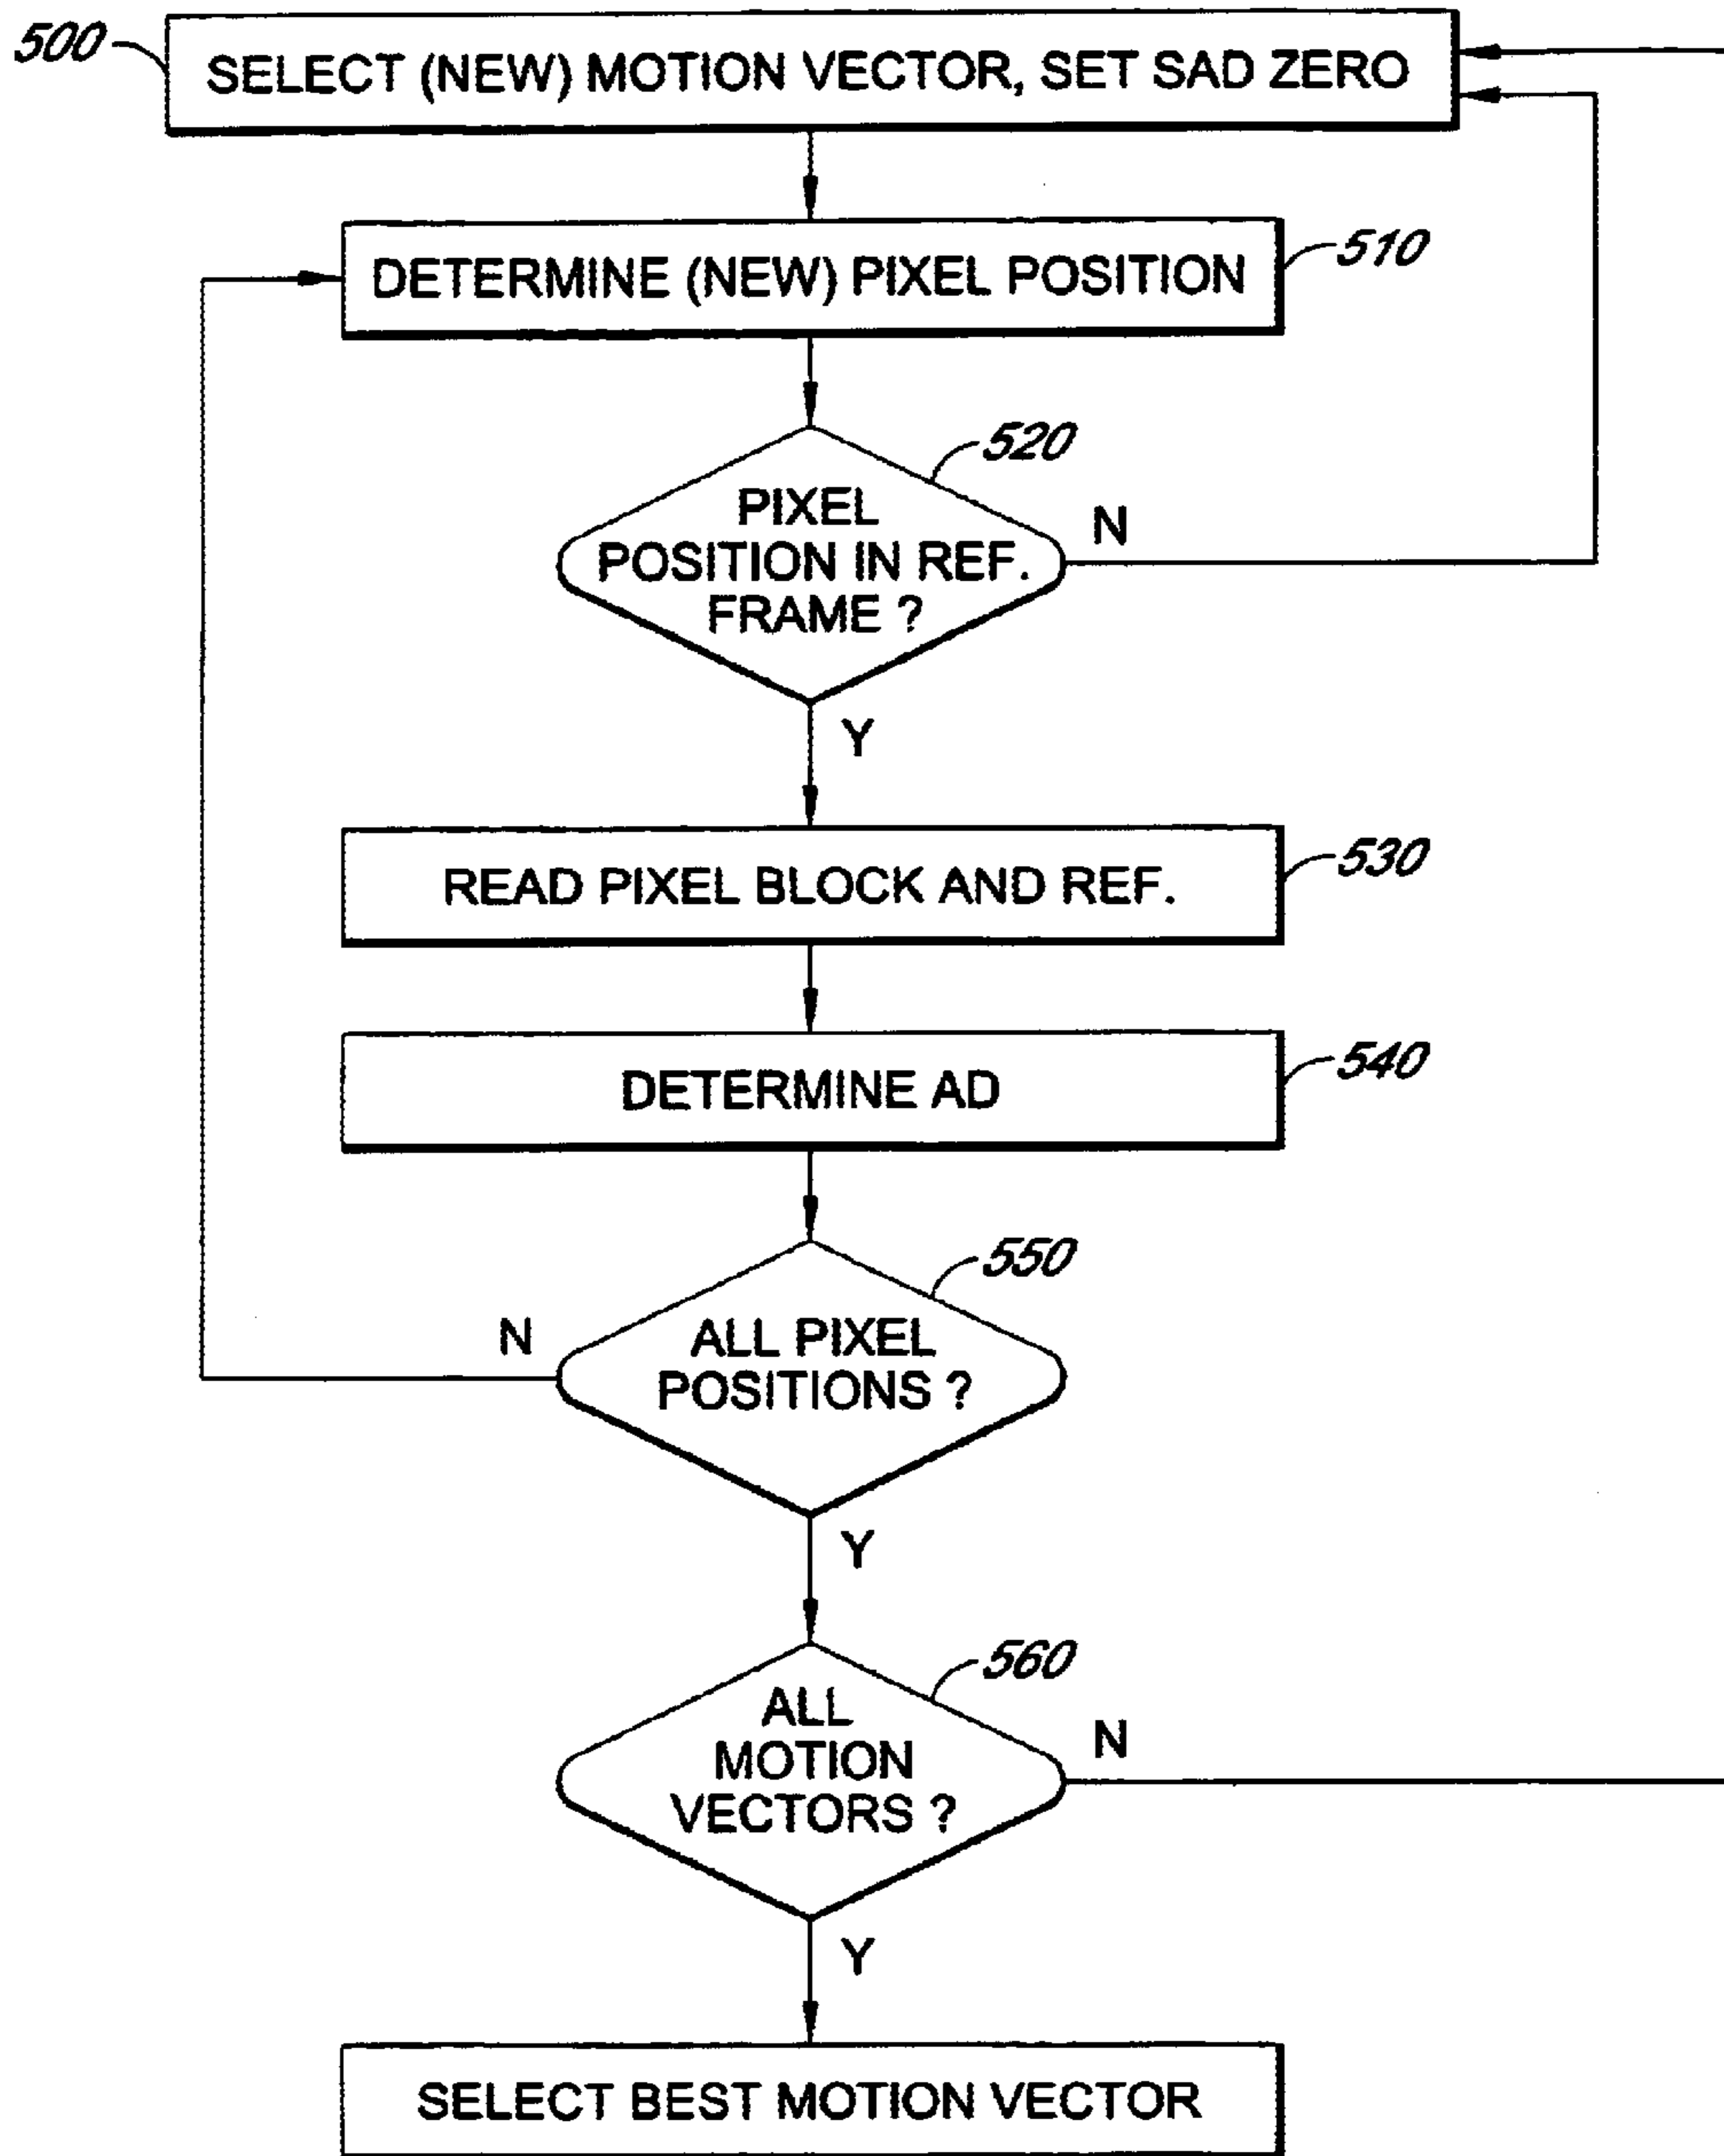 500
SELECT (NEW) MOTION VECTOR, SET SAD ZERO
DETERMINE (NEW) PIXEL POSITION
510
520
PIXEL
POSITION IN REF.
FRAME ?
N
Y
READ PIXEL BLOCK AND REF.
530
DETERMINE AD
540
550
ALL PIXEL
POSITIONS ?
N
Y
560
ALL
MOTION
VECTORS ?
N
Y
SELECT BEST MOTION VECTOR